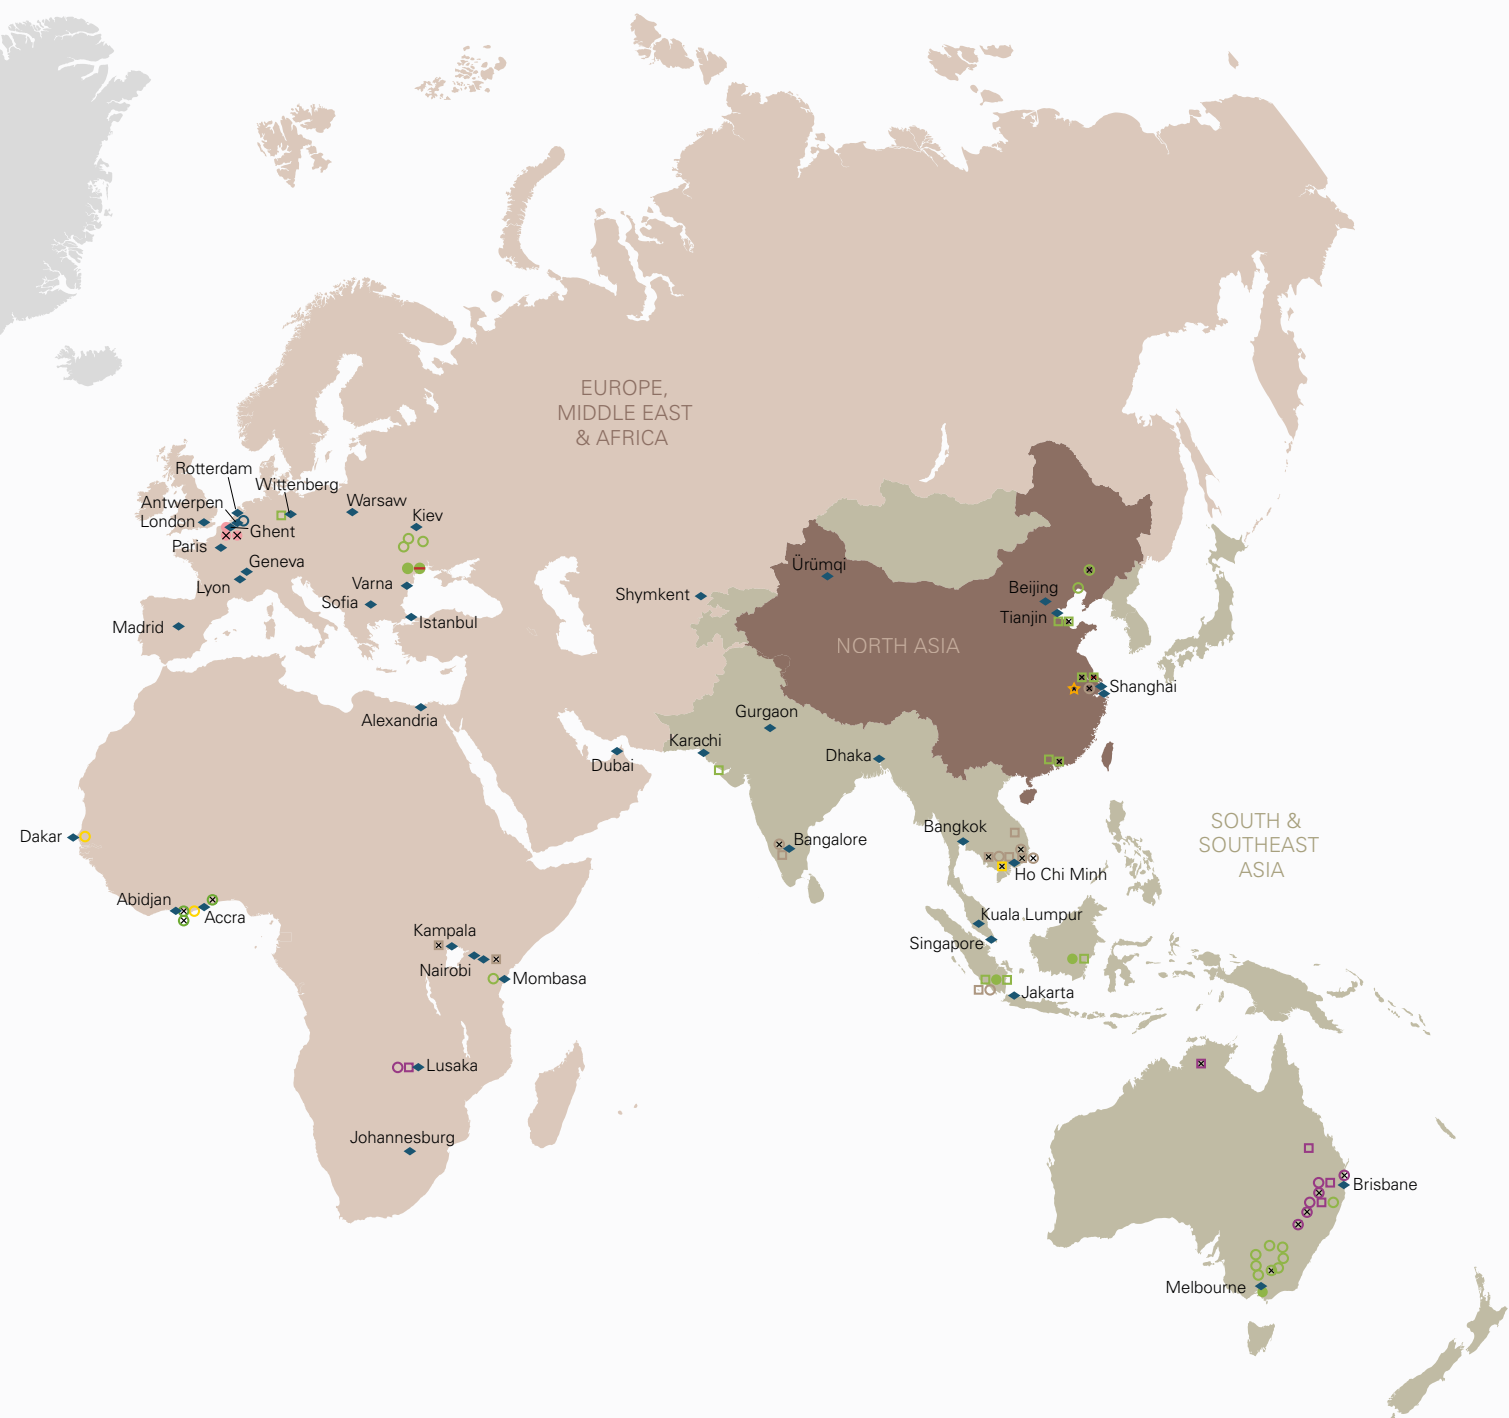 EUROPE,
MIDDLE EAST
& AFRICA
Rotterdam
Wittenberg
Antwerpen
Warsaw
London
Kiev
Ghent
Paris
Geneva
Lyon
Varna
Sofia
Istanbul
Madrid
Shymkent
Ürümqi
Beijing
Tianjin
NORTH ASIA
Shanghai
Alexandria
Gurgaon
Karachi
Dhaka
Dubai
Dakar
Bangkok
Bangalore
SOUTH &
SOUTHEAST
ASIA
Ho Chi Minh
Abidjan
Accra
Kuala Lumpur
Kampala
Singapore
Nairobi
Mombasa
Jakarta
Lusaka
Johannesburg
Brisbane
Melbourne